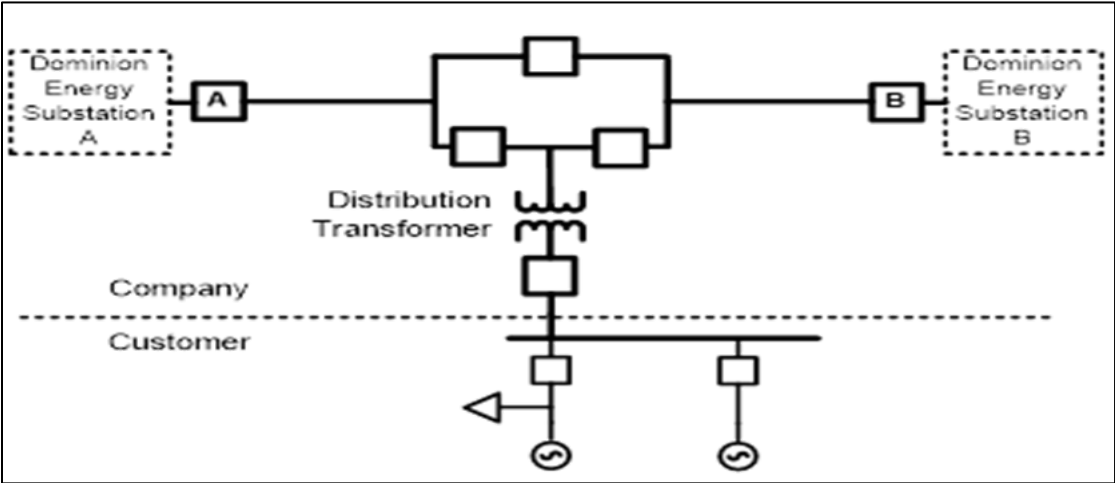 Dominion
Energy
Substation
A
A
B
Dominion
Energy
Substation
B
Distribution
Transformer
Company
Customer